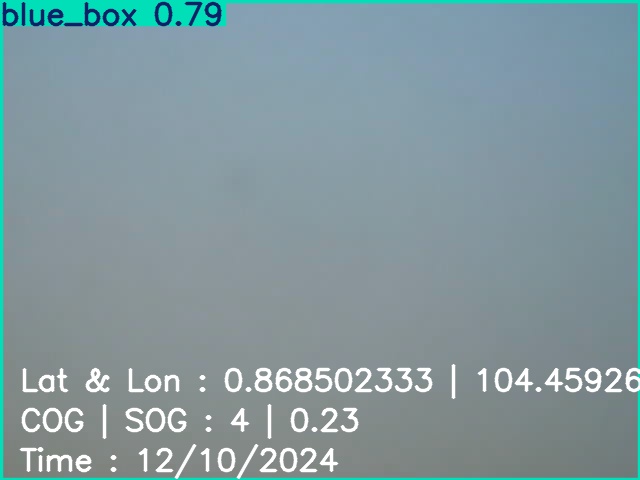 blue_box 0.79
Lat & Lon : 0.868502333 | 104.45926
COG | SOG : 4 | 0.23
Time : 12/10/2024